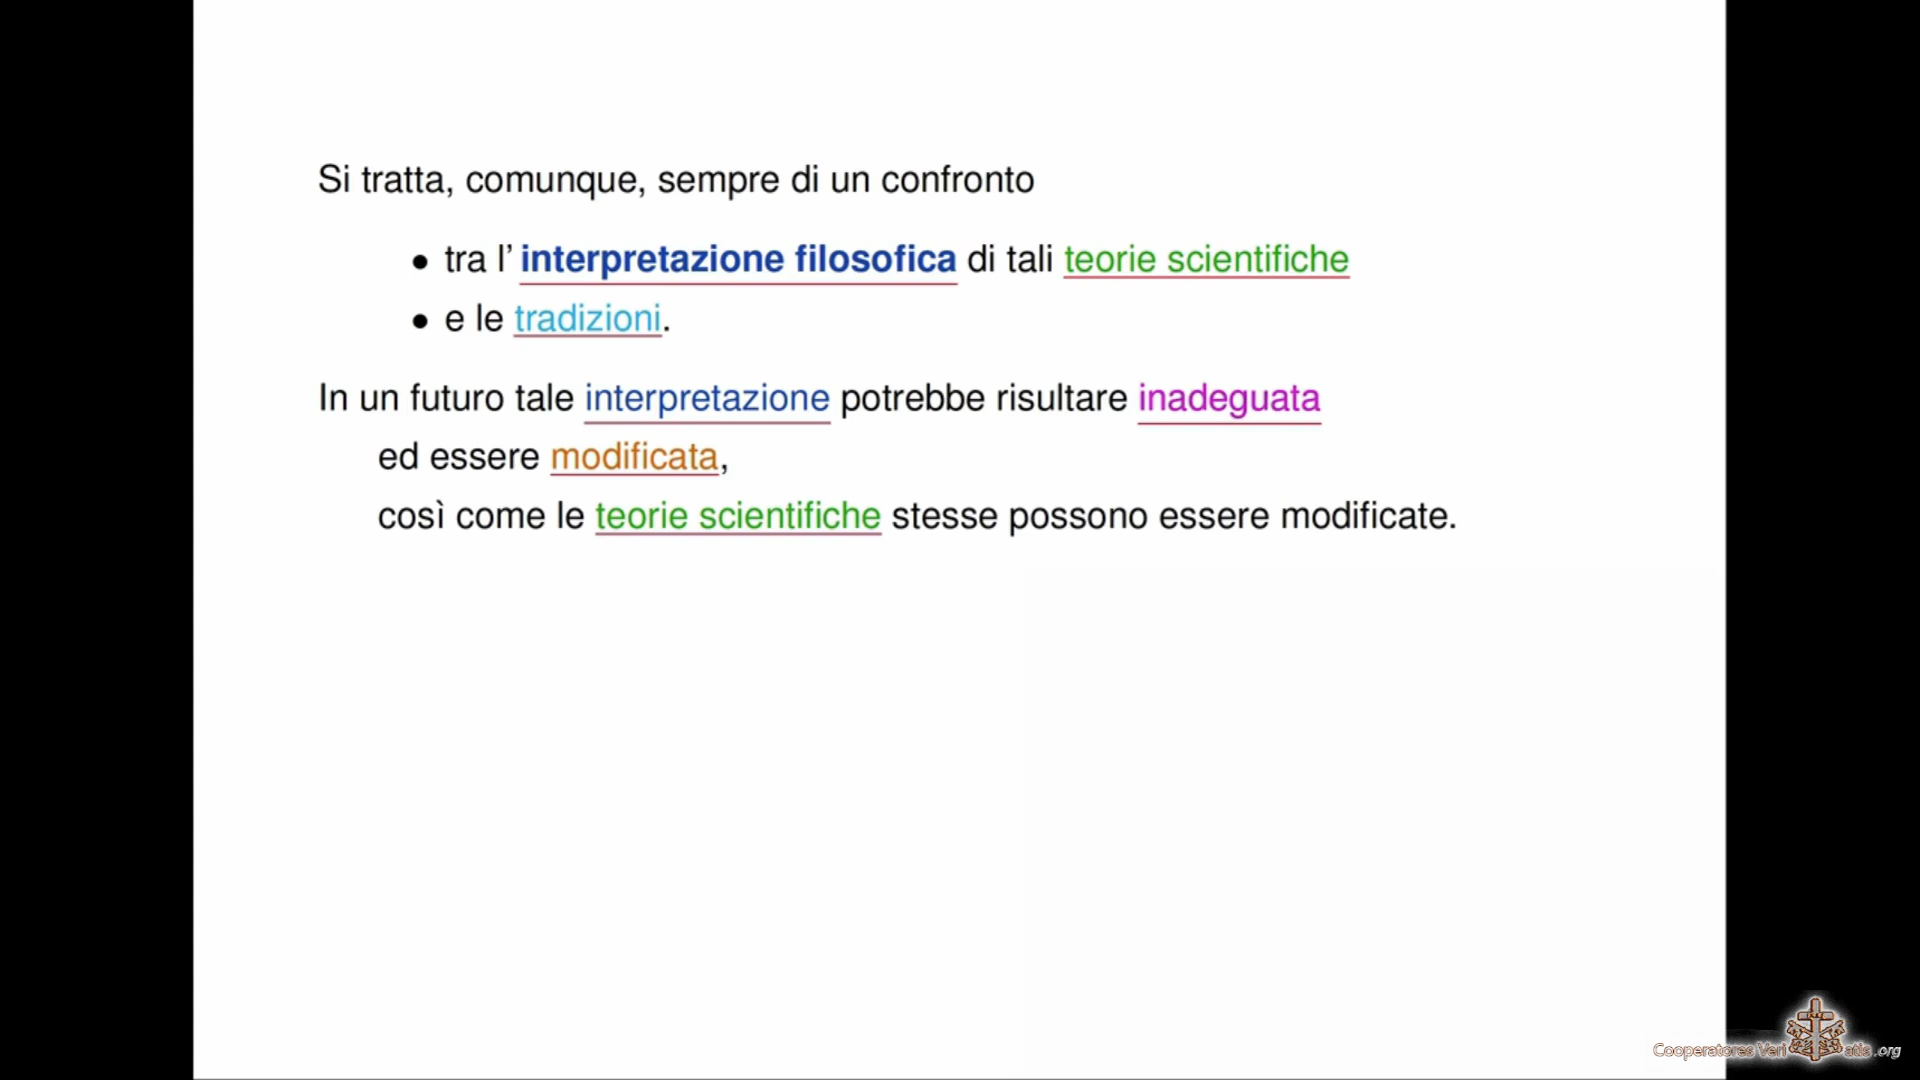 Si tratta, comunque, sempre di un confronto
• tra l’interpretazione filosofica di tali teorie scientifiche
• e le tradizioni.
In un futuro tale interpretazione potrebbe risultare inadeguata
ed essere modificata,
così come le teorie scientifiche stesse possono essere modificate.
Cooperatores Veri atis .org